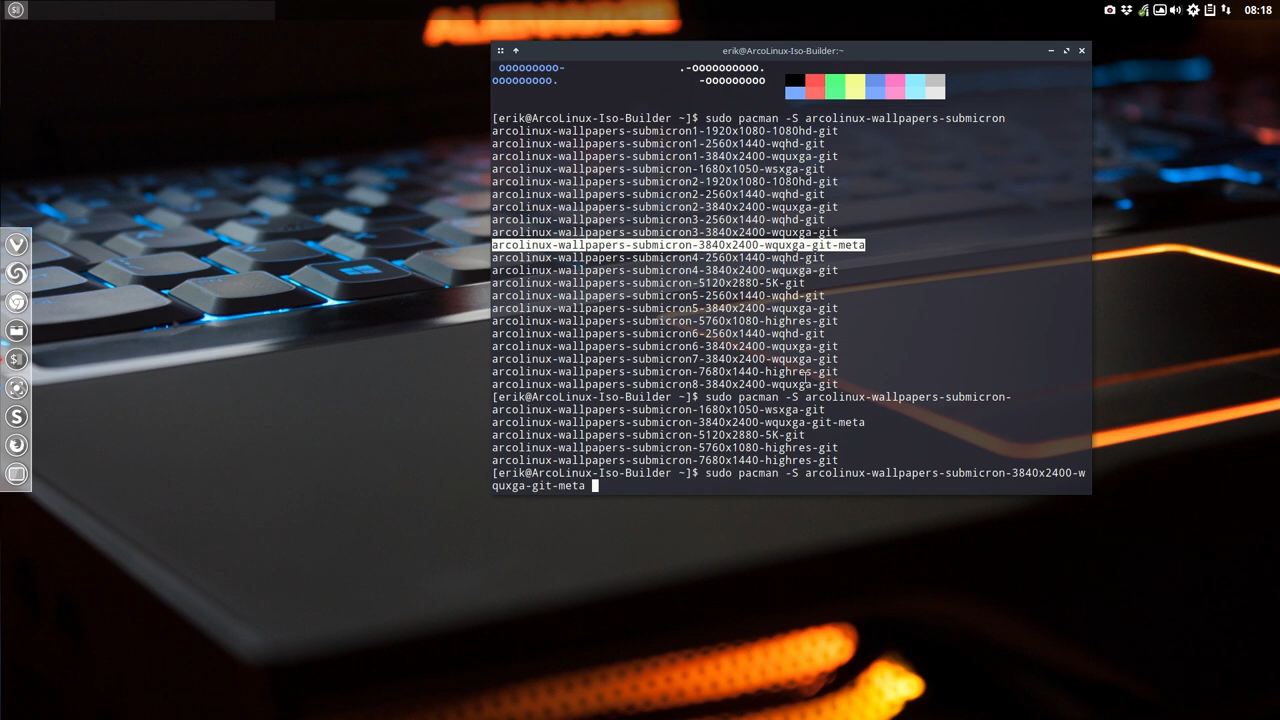 08:18
erik@ArcoLinux-Iso-Builder:~
ooooooooo- .-oooooooooo.
ooooooooo. -ooooooooo
[erik@ArcoLinux-Iso-Builder ~]$ sudo pacman -S arcolinux-wallpapers-submicron
arcolinux-wallpapers-submicron1-1920x1080-1080hd-git
arcolinux-wallpapers-submicron1-2560x1440-wqhd-git
arcolinux-wallpapers-submicron1-3840x2400-wquxga-git
arcolinux-wallpapers-submicron-1680x1050-wsxga-git
arcolinux-wallpapers-submicron2-1920x1080-1080hd-git
arcolinux-wallpapers-submicron2-2560x1440-wqhd-git
arcolinux-wallpapers-submicron2-3840x2400-wquxga-git
arcolinux-wallpapers-submicron3-2560x1440-wqhd-git
arcolinux-wallpapers-submicron3-3840x2400-wquxga-git
arcolinux-wallpapers-submicron-3840x2400-wquxga-git-meta
arcolinux-wallpapers-submicron4-2560x1440-wqhd-git
arcolinux-wallpapers-submicron4-3840x2400-wquxga-git
arcolinux-wallpapers-submicron-5120x2880-5K-git
arcolinux-wallpapers-submicron5-2560x1440-wqhd-git
arcolinux-wallpapers-submicron5-3840x2400-wquxga-git
arcolinux-wallpapers-submicron-5760x1080-highres-git
arcolinux-wallpapers-submicron6-2560x1440-wqhd-git
arcolinux-wallpapers-submicron6-3840x2400-wquxga-git
arcolinux-wallpapers-submicron7-3840x2400-wquxga-git
arcolinux-wallpapers-submicron-7680x1440-highres-git
arcolinux-wallpapers-submicron8-3840x2400-wquxga-git
[erik@ArcoLinux-Iso-Builder ~]$ sudo pacman -S arcolinux-wallpapers-submicron-
arcolinux-wallpapers-submicron-1680x1050-wsxga-git
arcolinux-wallpapers-submicron-3840x2400-wquxga-git-meta
arcolinux-wallpapers-submicron-5120x2880-5K-git
arcolinux-wallpapers-submicron-5760x1080-highres-git
arcolinux-wallpapers-submicron-7680x1440-highres-git
[erik@ArcoLinux-Iso-Builder ~]$ sudo pacman -S arcolinux-wallpapers-submicron-3840x2400-w
quxga-git-meta